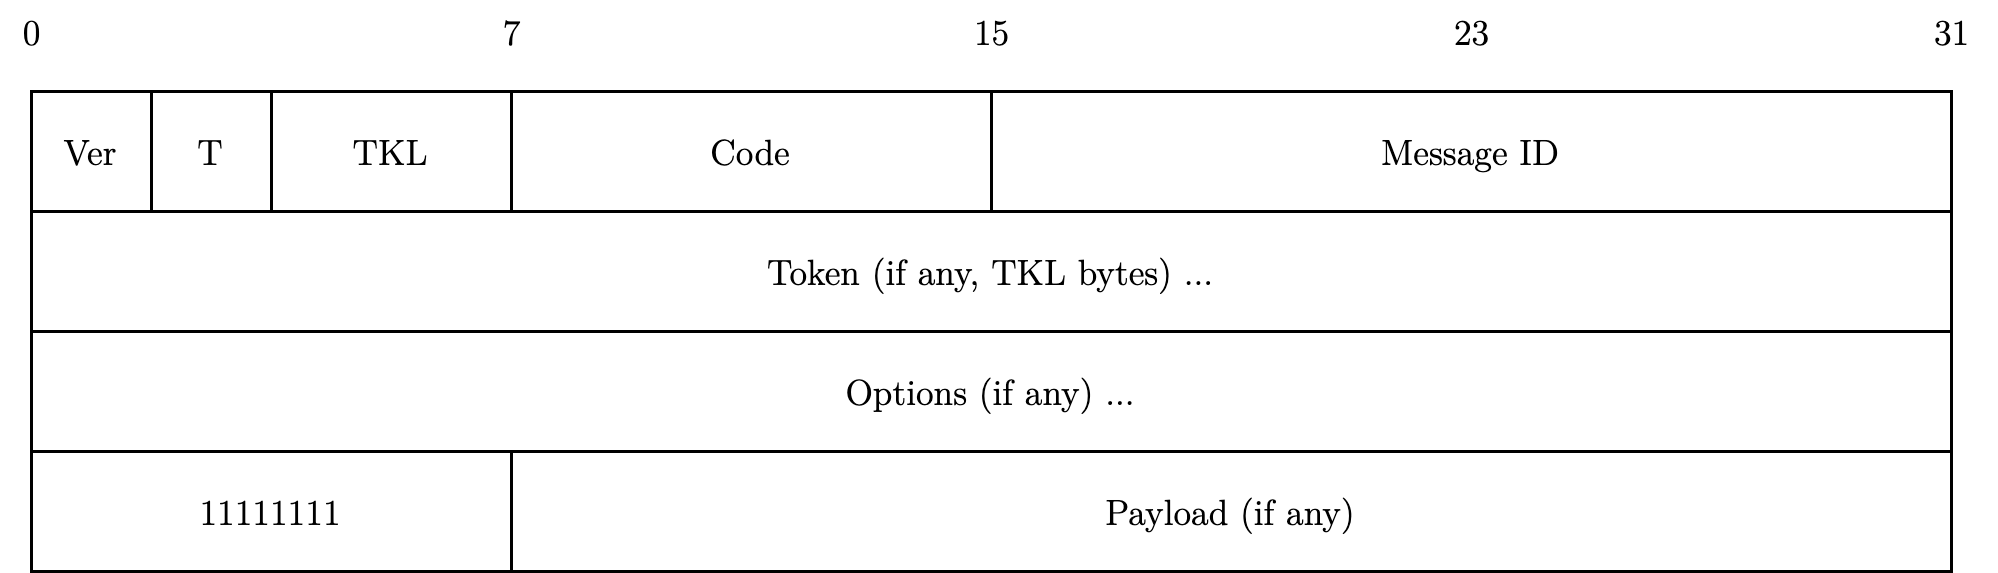 0 7 15 23 31
Ver T TKL Code Message ID
Token (if any, TKL bytes) ...
Options (if any) ...
11111111 Payload (if any)